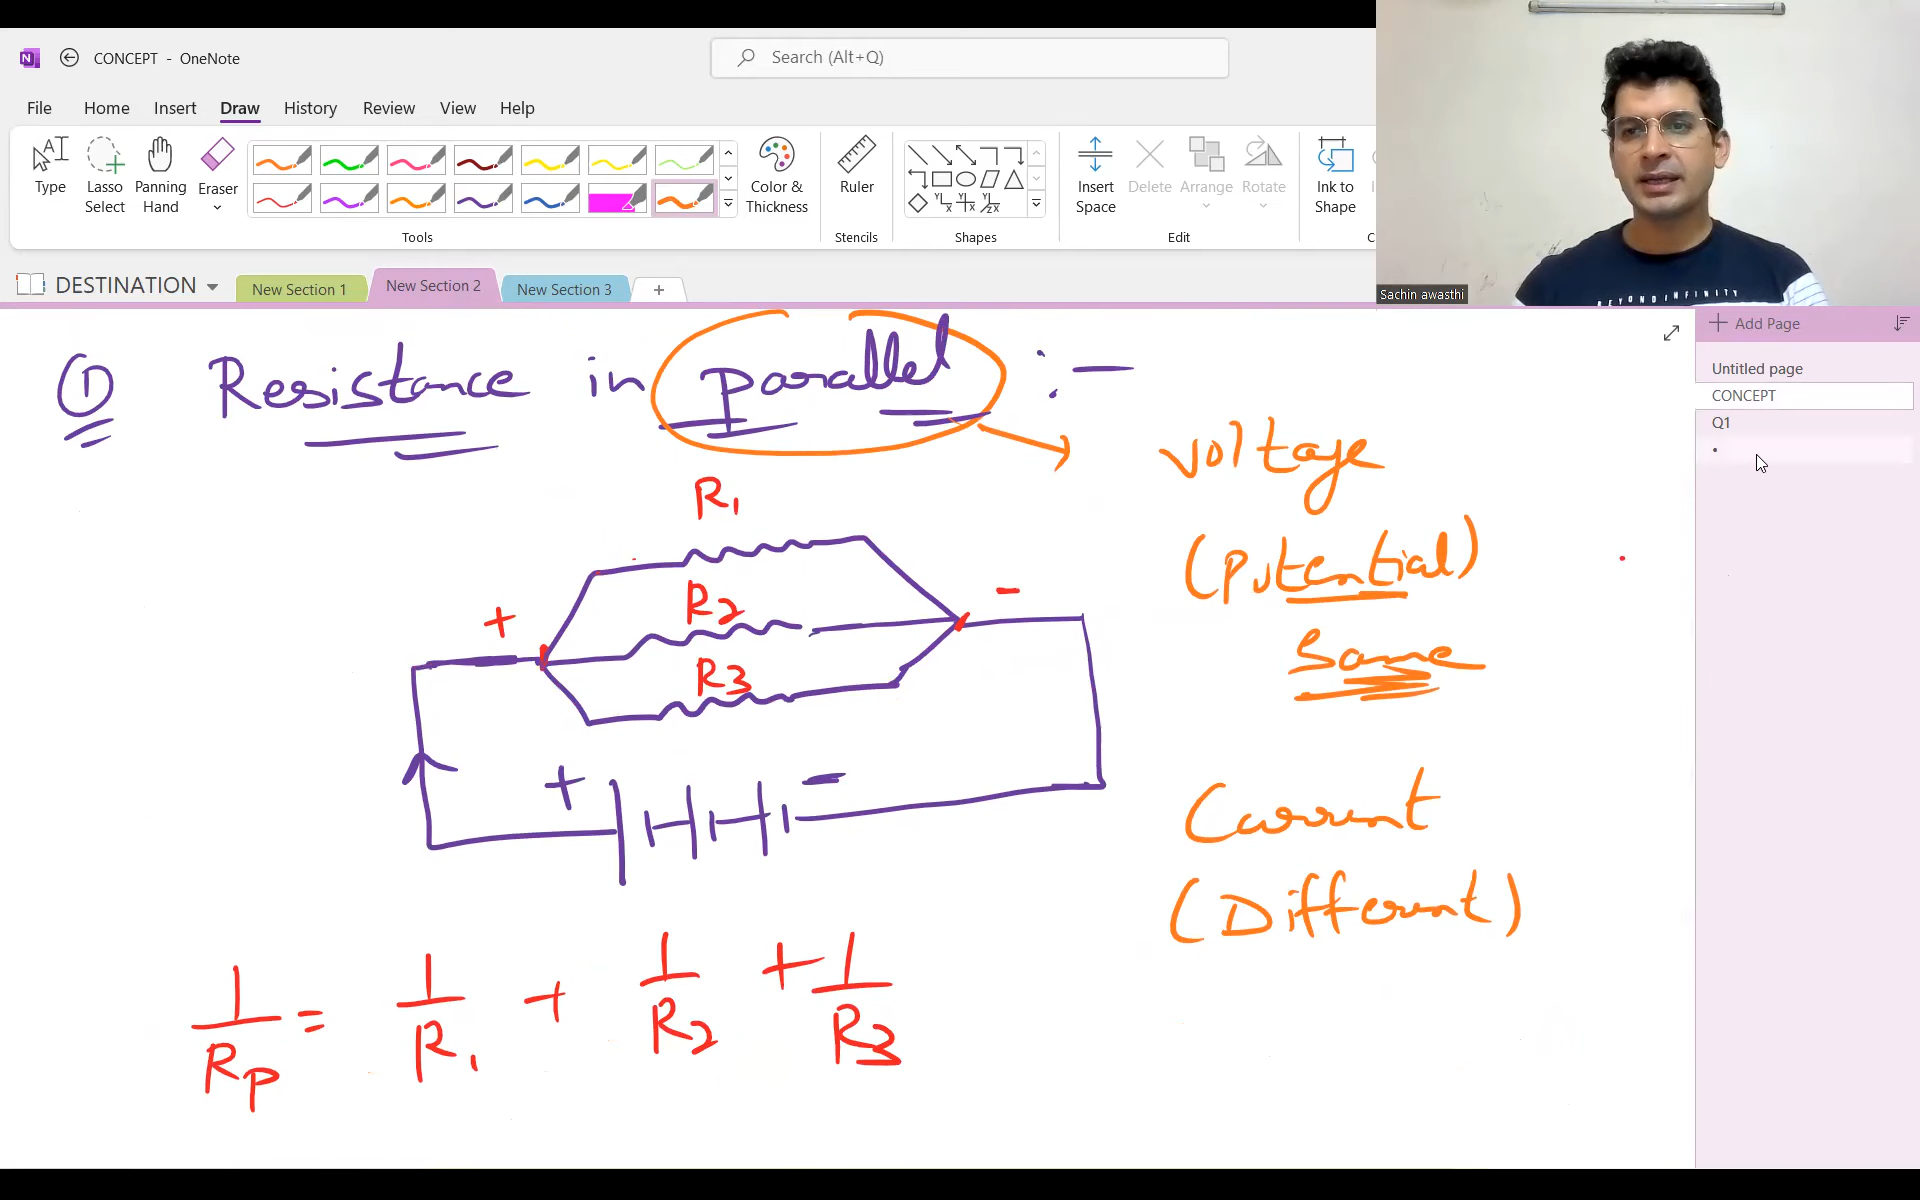 CONCEPT - OneNote
Search (Alt+Q)
File Home Insert Draw History Review View Help
Type
Lasso Select
Panning Hand
Eraser
Color & Thickness
Ruler
Insert Space
Delete
Arrange
Rotate
Ink to Shape
Tools
Stencils
Shapes
Edit
DESTINATION
New Section 1
New Section 2
New Section 3
+
BEYOND INFINITY
Sachin awasthi
Add Page
Untitled page
CONCEPT
Q1
① Resistance in parallel :-
voltage
(Potential)
Same
R1
R2
R3
+ -
+ -
Current
(Different)
1/Rp = 1/R1 + 1/R2 + 1/R3